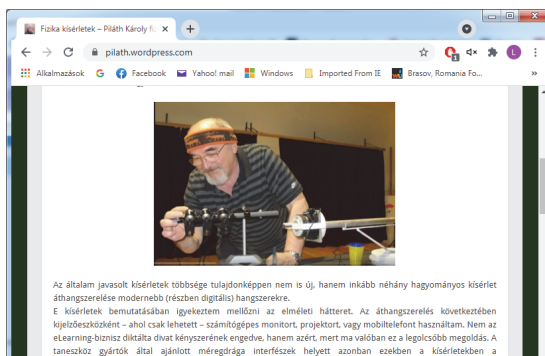 Fizika kísérletek – Piláth Károly fiz
pilath.wordpress.com
1
L
Alkalmazások
Facebook
Yahoo! mail
Windows
Imported From IE
Brasov, Romania Fo...
»
Az általam javasolt kísérletek többsége tulajdonképpen nem is új, hanem inkább néhány hagyományos kísérlet
áthangszerelése modernebb (részben digitális) hangszerekre.
E kísérletek bemutatásában igyekeztem mellőzni az elméleti hátteret. Az áthangszerelés következtében
kijelzőeszközként – ahol csak lehetett – számítógépes monitort, projektort, vagy mobiltelefont használtam. Nem az
eLearning-biznisz diktálta divat kényszerének engedve, hanem azért, mert ma valóban ez a legolcsóbb megoldás. A
taneszköz gyártók által ajánlott méregdrága interfészek helyett azonban ezekben a kísérletekben a